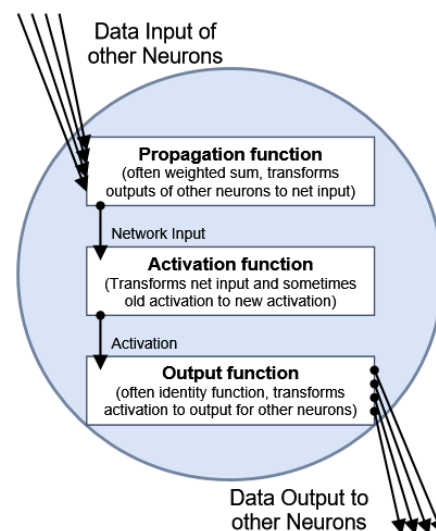 Data Input of
other Neurons
Propagation function
(often weighted sum, transforms
outputs of other neurons to net input)
Network Input
Activation function
(Transforms net input and sometimes
old activation to new activation)
Activation
Output function
(often identity function, transforms
activation to output for other neurons)
Data Output to
other Neurons